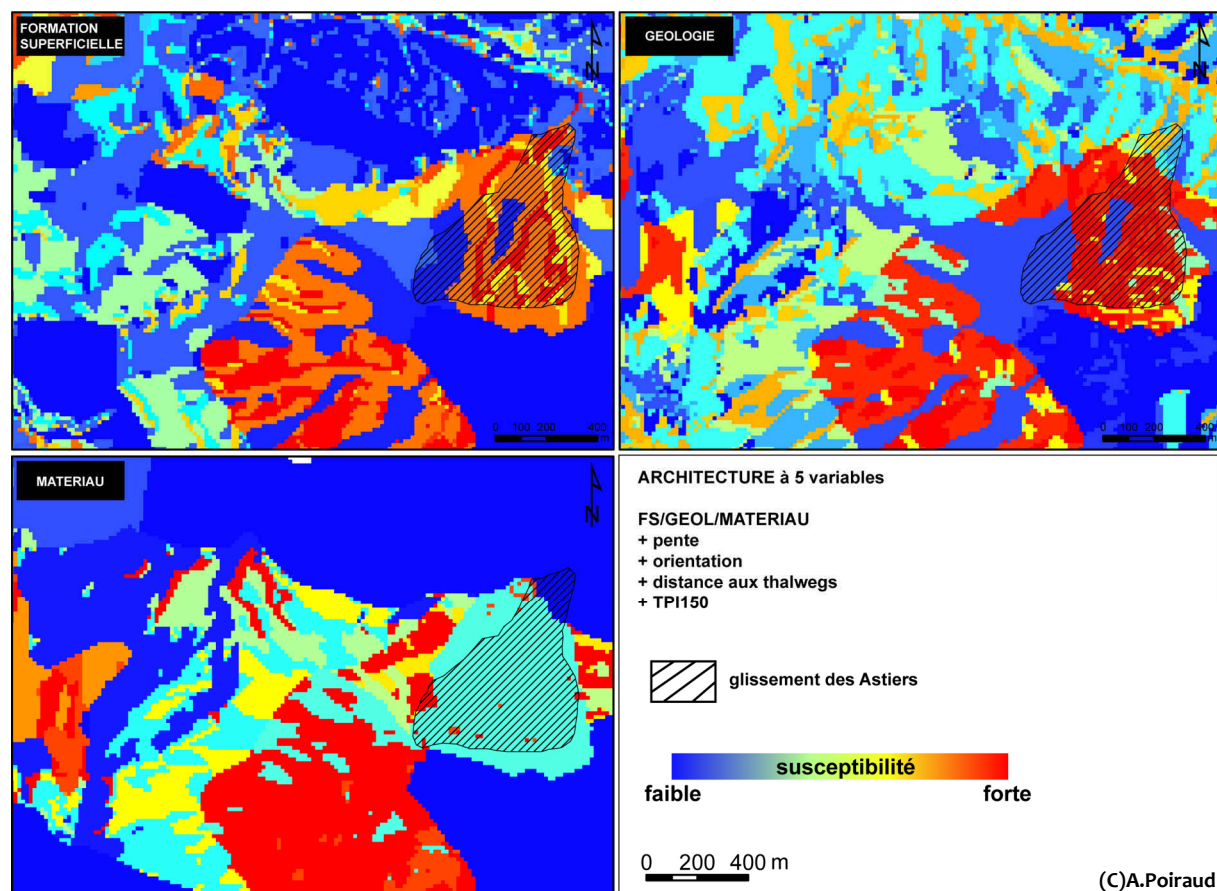 FORMATION
SUPERFICIELLE
N
0 100 200 400
m
GEOLOGIE
N
0 100 200 400
m
MATERIAU
N
ARCHITECTURE à 5 variables
FS/GEOL/MATERIAU
+ pente
+ orientation
+ distance aux thalwegs
+ TPI150
glissement des Astiers
susceptibilité
faible forte
0 200 400 m
(C)A.Poiraud